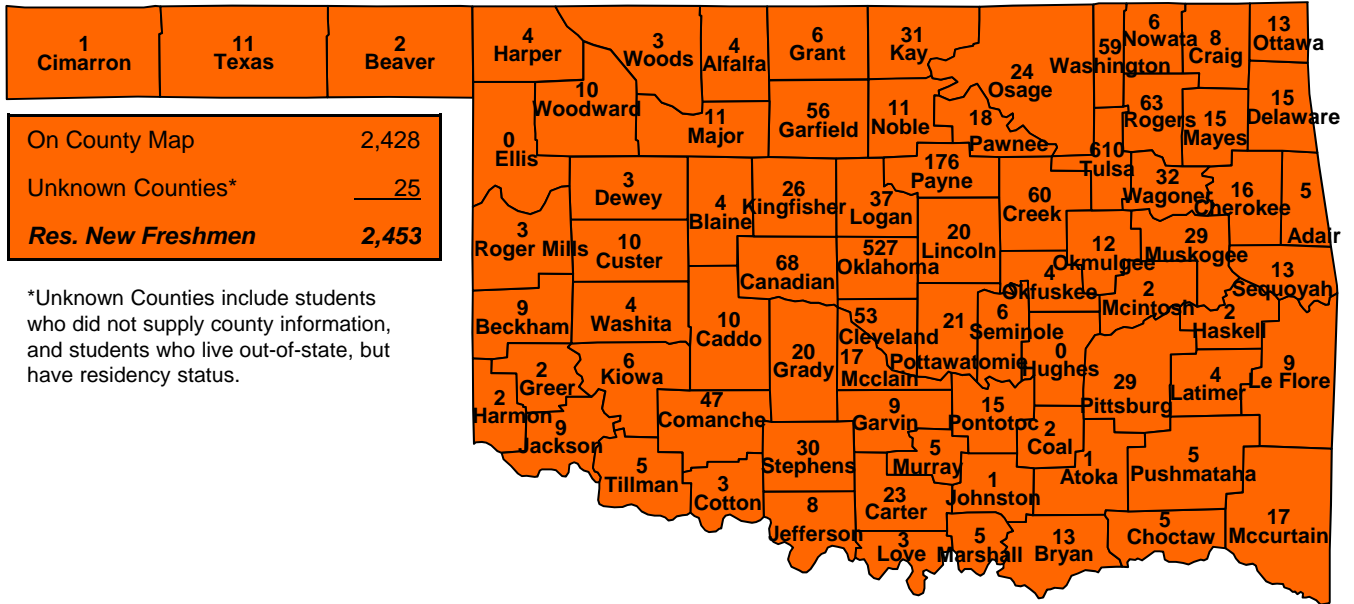 1
Cimarron
11
Texas
2
Beaver
4
Harper
3
Woods
4
Alfalfa
6
Grant
31
Kay
24
Osage
59
Washington
6
Nowata
8
Craig
13
Ottawa
10
Woodward
11
Major
56
Garfield
11
Noble
18
Pawnee
63
Rogers
15
Mayes
15
Delaware
0
Ellis
610
Tulsa
On County Map 2,428
Unknown Counties* 25
Res. New Freshmen 2,453
3
Dewey
4
Blaine
26
Kingfisher
37
Logan
176
Payne
60
Creek
32
Wagoner
16
Cherokee
5
Adair
3
Roger Mills
10
Custer
68
Canadian
527
Oklahoma
20
Lincoln
12
Okmulgee
29
Muskogee
13
Sequoyah
*Unknown Counties include students
who did not supply county information,
and students who live out-of-state, but
have residency status.
9
Beckham
4
Washita
10
Caddo
20
Grady
53
Cleveland
17
Mcclain
21
Pottawatomie
6
Seminole
4
Okfuskee
0
Hughes
2
Mcintosh
2
Haskell
29
Pittsburg
4
Latimer
9
Le Flore
2
Harmon
2
Greer
6
Kiowa
9
Jackson
47
Comanche
9
Garvin
15
Pontotoc
2
Coal
5
Tillman
3
Cotton
30
Stephens
5
Murray
1
Johnston
1
Atoka
5
Pushmataha
8
Jefferson
23
Carter
3
Love
5
Marshall
13
Bryan
5
Choctaw
17
Mccurtain